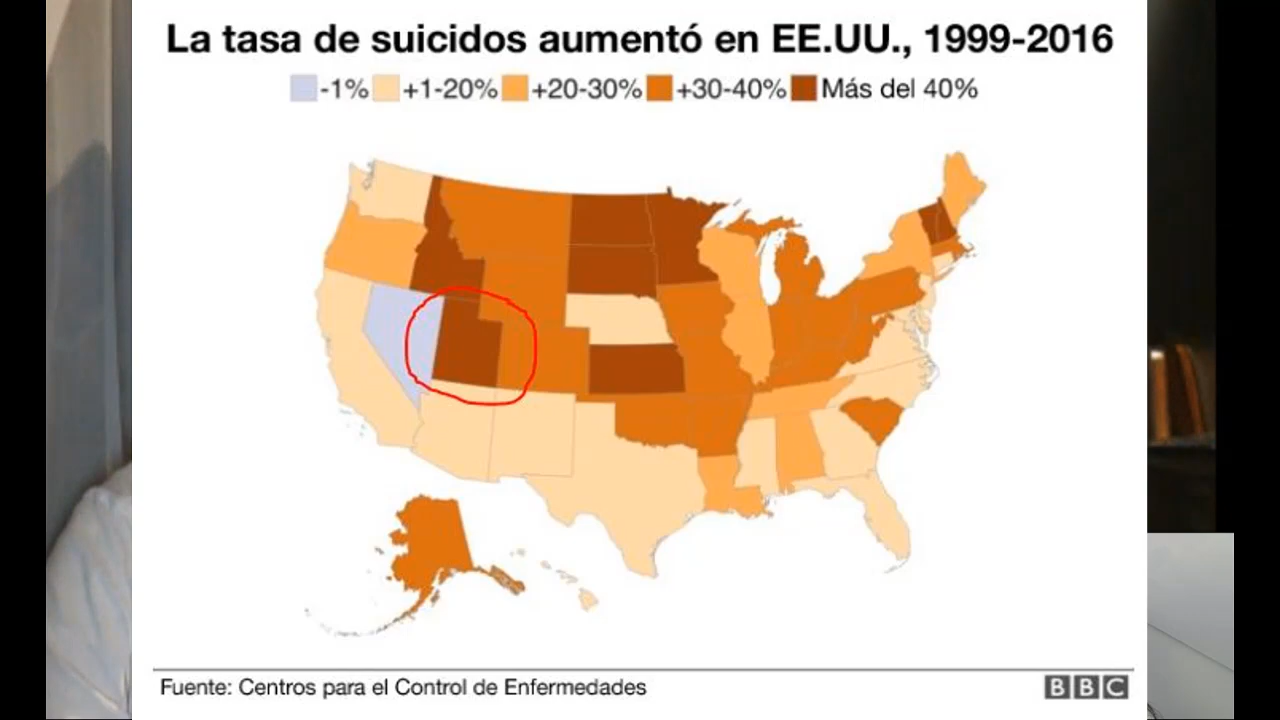 La tasa de suicidos aumentó en EE.UU., 1999-2016
-1% +1-20% +20-30% +30-40% Más del 40%
Fuente: Centros para el Control de Enfermedades
BBC